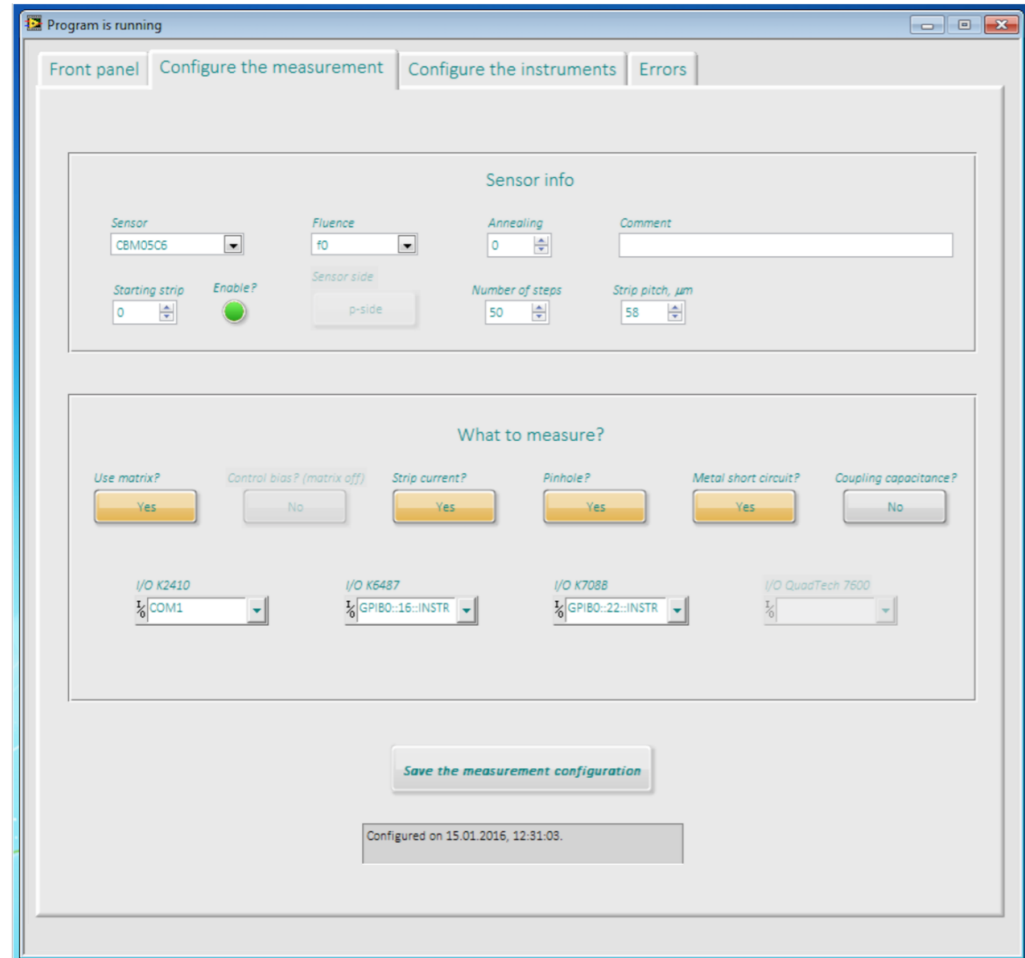 Program is running
Front panel Configure the measurement Configure the instruments Errors
Sensor info
Sensor Fluence Annealing Comment
CBM05C6 f0 0
Starting strip Enable? Sensor side Number of steps Strip pitch, μm
0 p-side 50 58
What to measure?
Use matrix? Control bias? (matrix off) Strip current? Pinhole? Metal short circuit? Coupling capacitance?
Yes No Yes Yes Yes No
I/O K2410 I/O K6487 I/O K708B I/O QuadTech 7600
COM1 GPIB0::16::INSTR GPIB0::22::INSTR
Save the measurement configuration
Configured on 15.01.2016, 12:31:03.